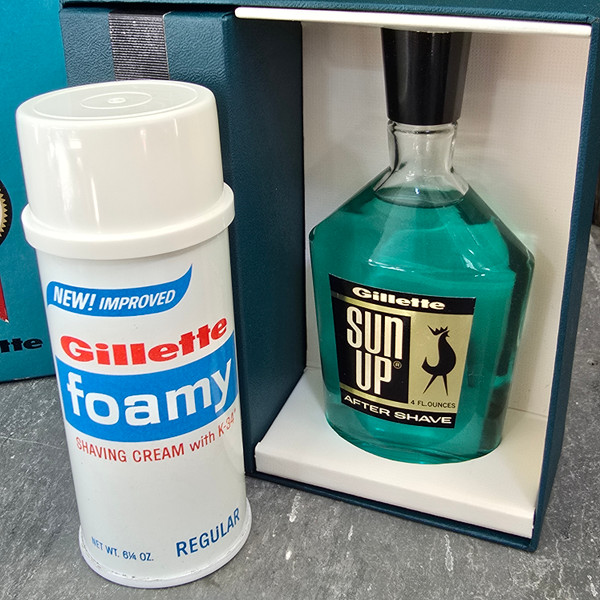 NEW! IMPROVED
Gillette
foamy
SHAVING CREAM with K-34
NET WT. 6¼ OZ.
REGULAR
Gillette
SUN
UP®
4 FL. OUNCES
AFTER SHAVE